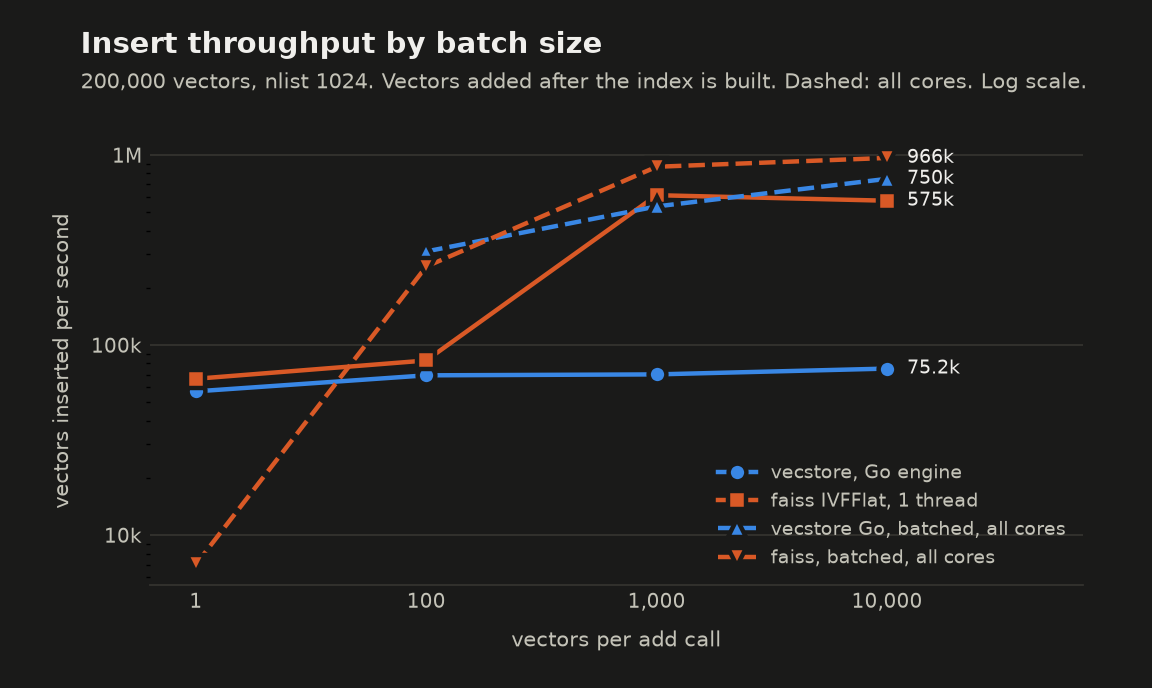 Insert throughput by batch size
200,000 vectors, nlist 1024. Vectors added after the index is built. Dashed: all cores. Log scale.
1M
100k
10k
vectors inserted per second
966k
750k
575k
75.2k
vecstore, Go engine
faiss IVFFlat, 1 thread
vecstore Go, batched, all cores
faiss, batched, all cores
1
100
1,000
10,000
vectors per add call